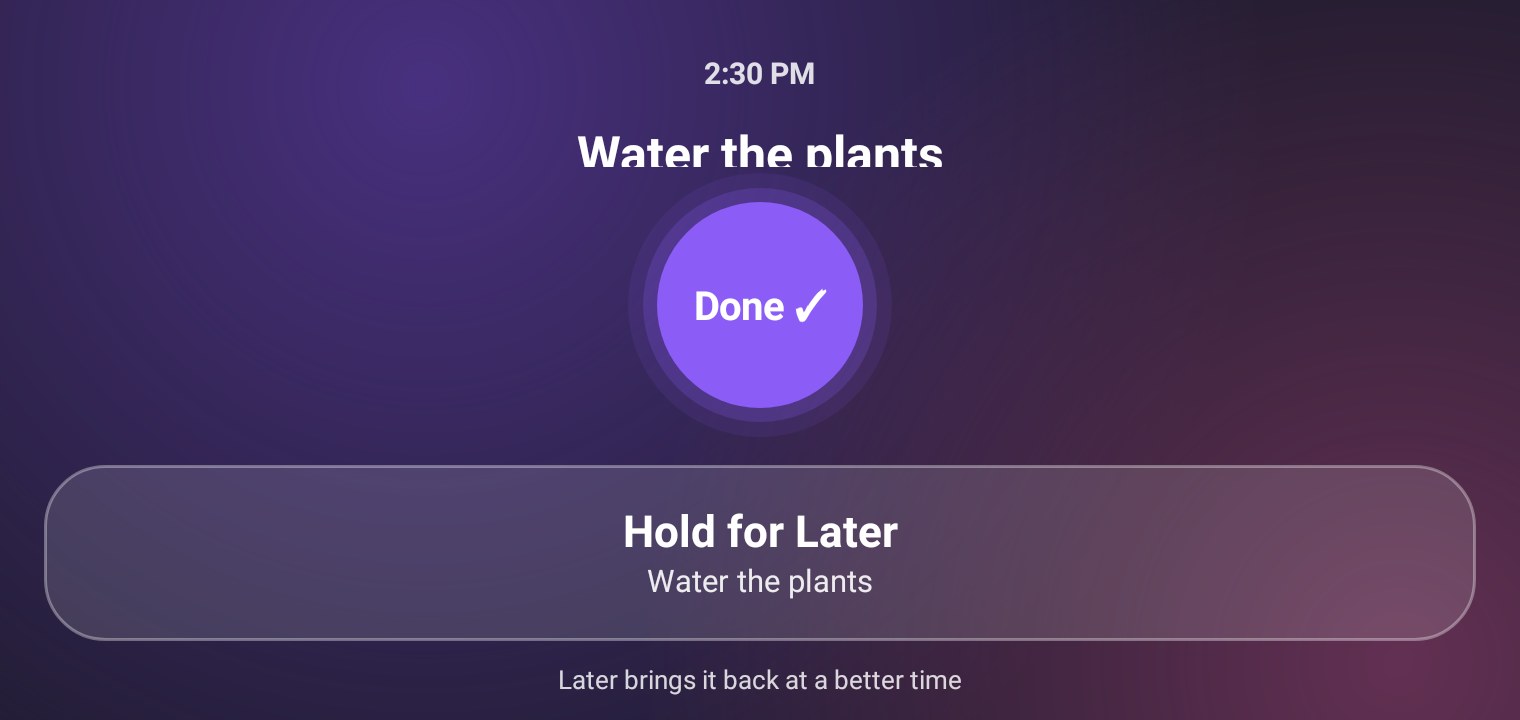 2:30 PM
Water the plants
Done ✓
Hold for Later
Water the plants
Later brings it back at a better time